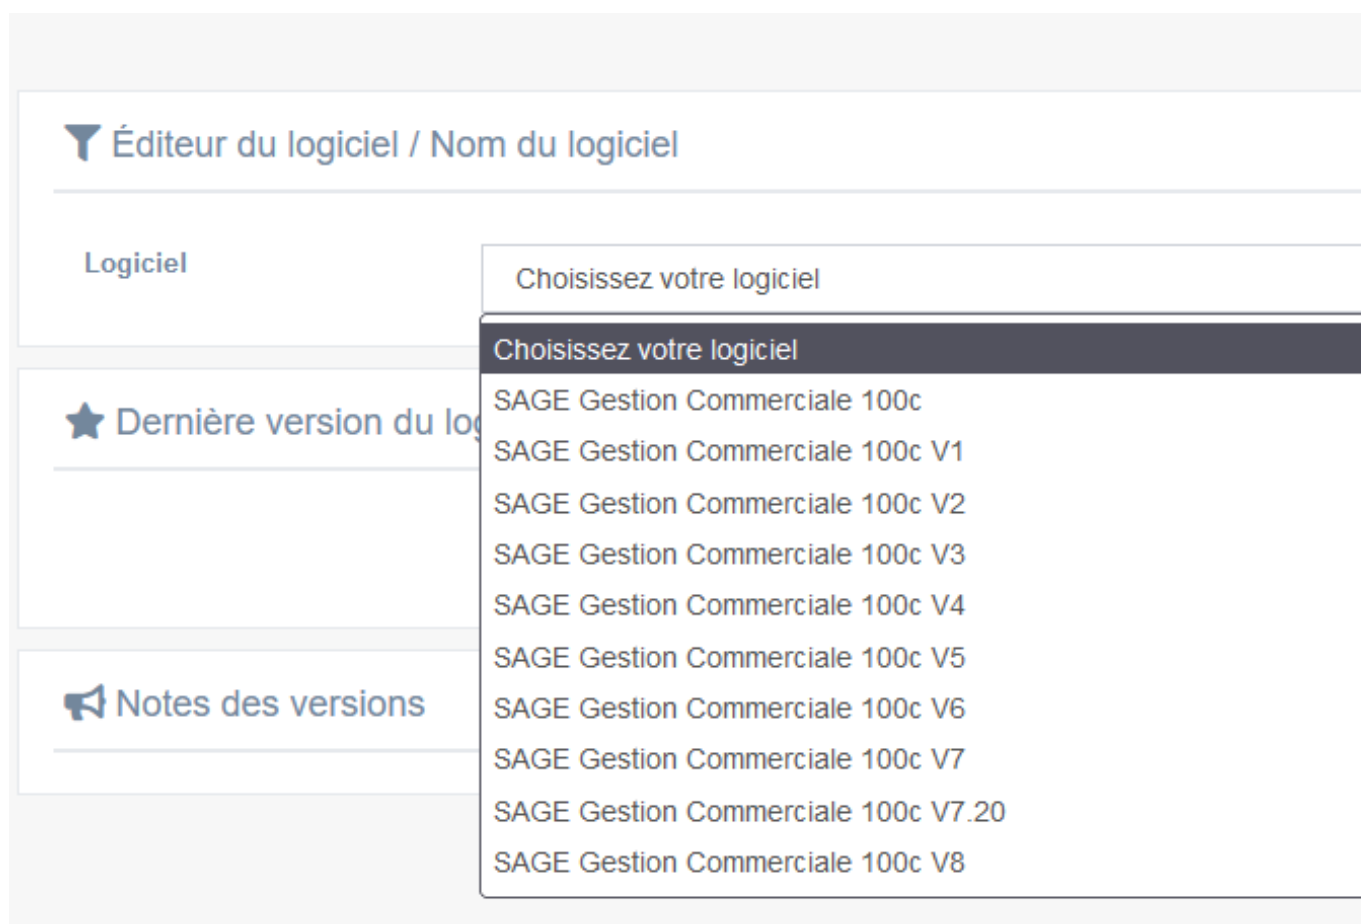 Éditeur du logiciel / Nom du logiciel
Logiciel
Choisissez votre logiciel
Choisissez votre logiciel
SAGE Gestion Commerciale 100c
SAGE Gestion Commerciale 100c V1
SAGE Gestion Commerciale 100c V2
SAGE Gestion Commerciale 100c V3
SAGE Gestion Commerciale 100c V4
SAGE Gestion Commerciale 100c V5
SAGE Gestion Commerciale 100c V6
SAGE Gestion Commerciale 100c V7
SAGE Gestion Commerciale 100c V7.20
SAGE Gestion Commerciale 100c V8
Dernière version du
Notes des versions